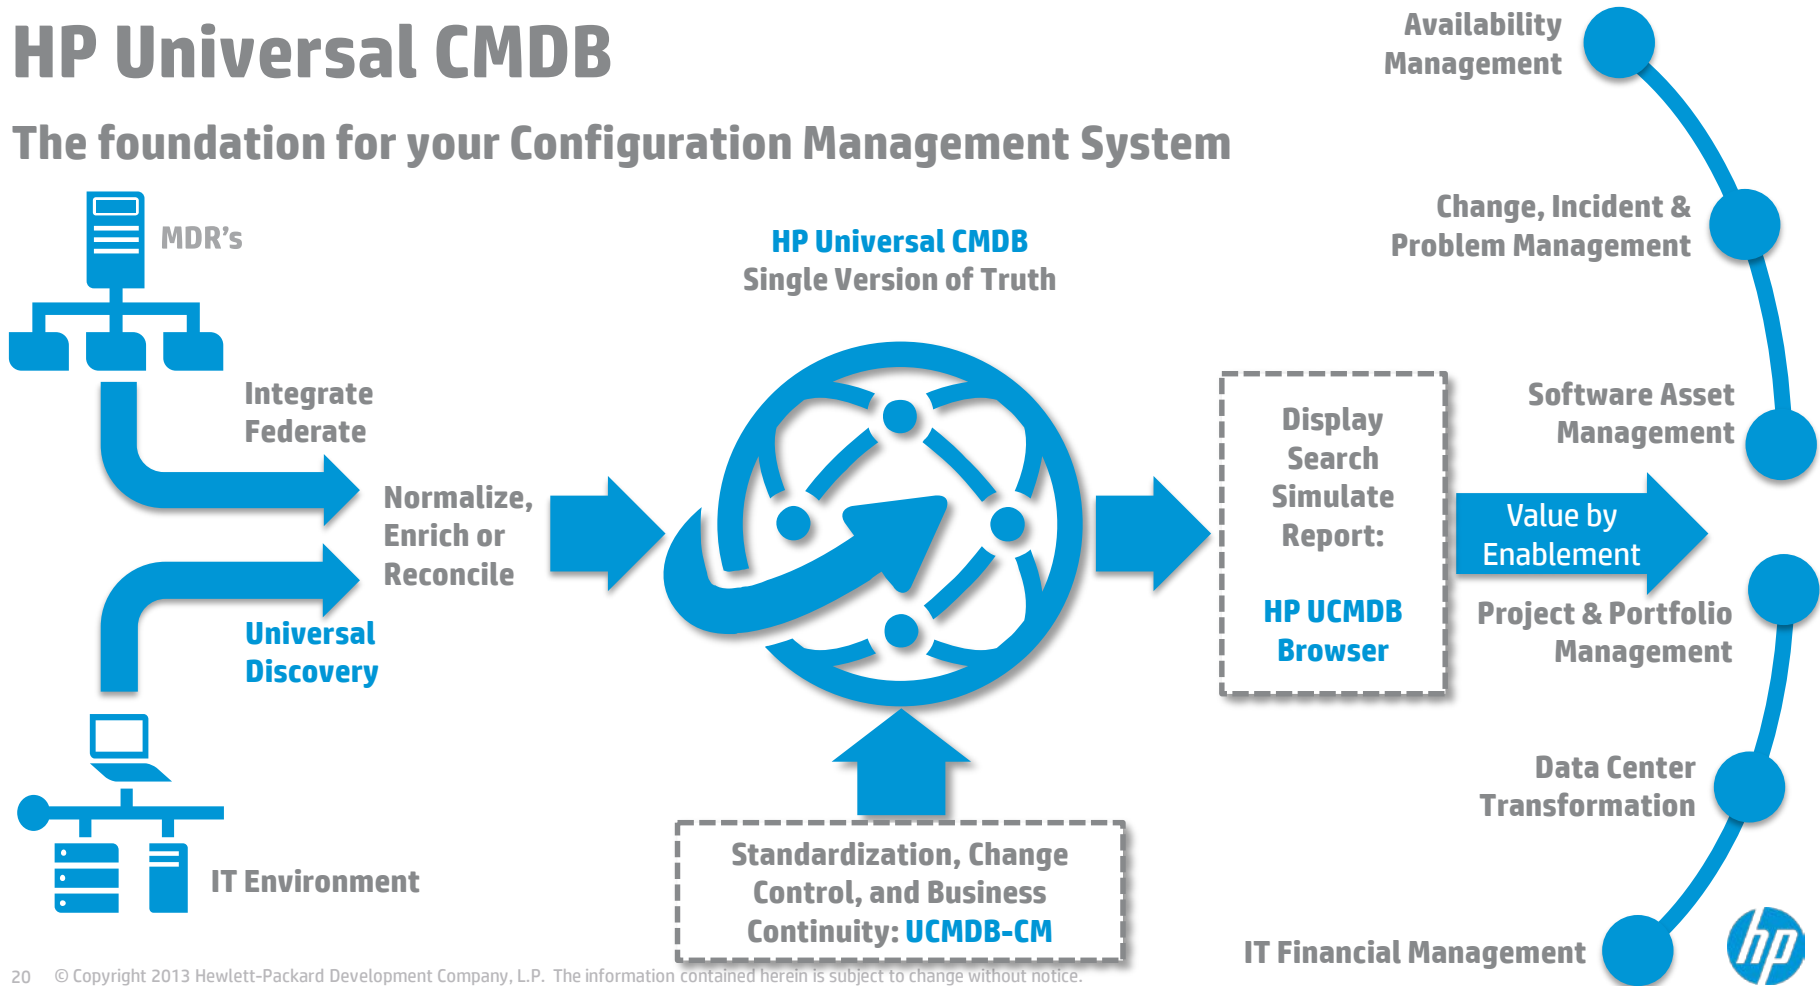 HP Universal CMDB
The foundation for your Configuration Management System
MDR's
Integrate
Federate
Normalize,
Enrich or
Reconcile
Universal
Discovery
IT Environment
HP Universal CMDB
Single Version of Truth
Standardization, Change
Control, and Business
Continuity: UCMDB-CM
Display
Search
Simulate
Report:
HP UCMDB
Browser
Value by
Enablement
Availability
Management
Change, Incident &
Problem Management
Software Asset
Management
Project & Portfolio
Management
Data Center
Transformation
IT Financial Management
hp
20 © Copyright 2013 Hewlett-Packard Development Company, L.P. The information contained herein is subject to change without notice.